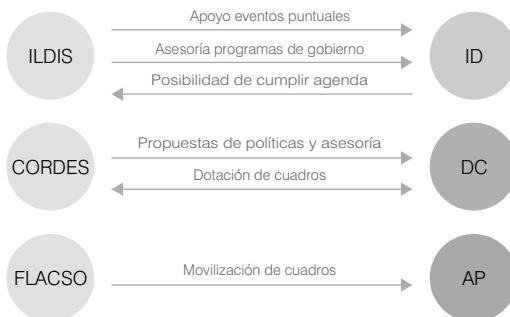 Apoyo eventos puntuales
ILDIS
Asesoría programas de gobierno
ID
Posibilidad de cumplir agenda
Propuestas de políticas y asesoría
CORDES
Dotación de cuadros
DC
Movilización de cuadros
FLACSO
AP